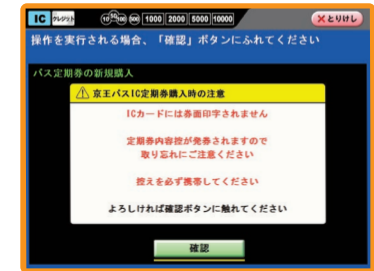 IC クレジット 10 50 100 500 1000 2000 5000 10000 ×とりけし
操作を実行される場合、「確認」ボタンにふれてください
バス定期券の新規購入
京王バスIC定期券購入時の注意
ICカードには券面印字されません
定期券内容控が発券されますので
取り忘れにご注意ください
控えを必ず携帯してください
よろしければ確認ボタンに触れてください
確認